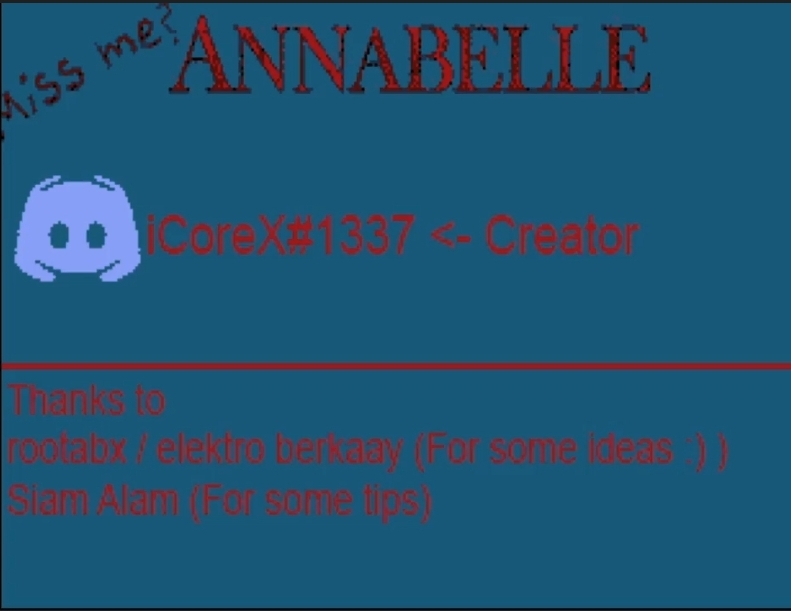 Miss me?
ANNABELLE
iCoreX#1337 <- Creator
Thanks to
rootabx / elektro berkaay (For some ideas :) )
Siam Alam (For some tips)